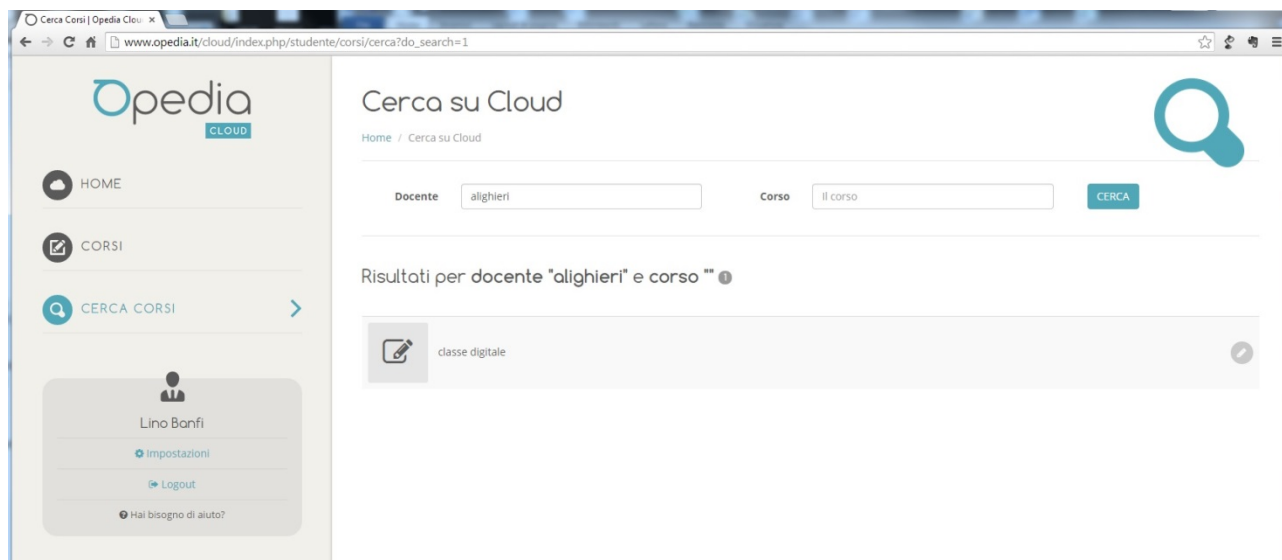 Cerca Corsi | Opedia Clou
www.opedia.it/cloud/index.php/studente/corsi/cerca?do_search=1
Opedia
CLOUD
HOME
CORSI
CERCA CORSI
Lino Banfi
Impostazioni
Logout
Hai bisogno di aiuto?
Cerca su Cloud
Home / Cerca su Cloud
Docente alighieri Corso Il corso CERCA
Risultati per docente "alighieri" e corso "" 1
classe digitale